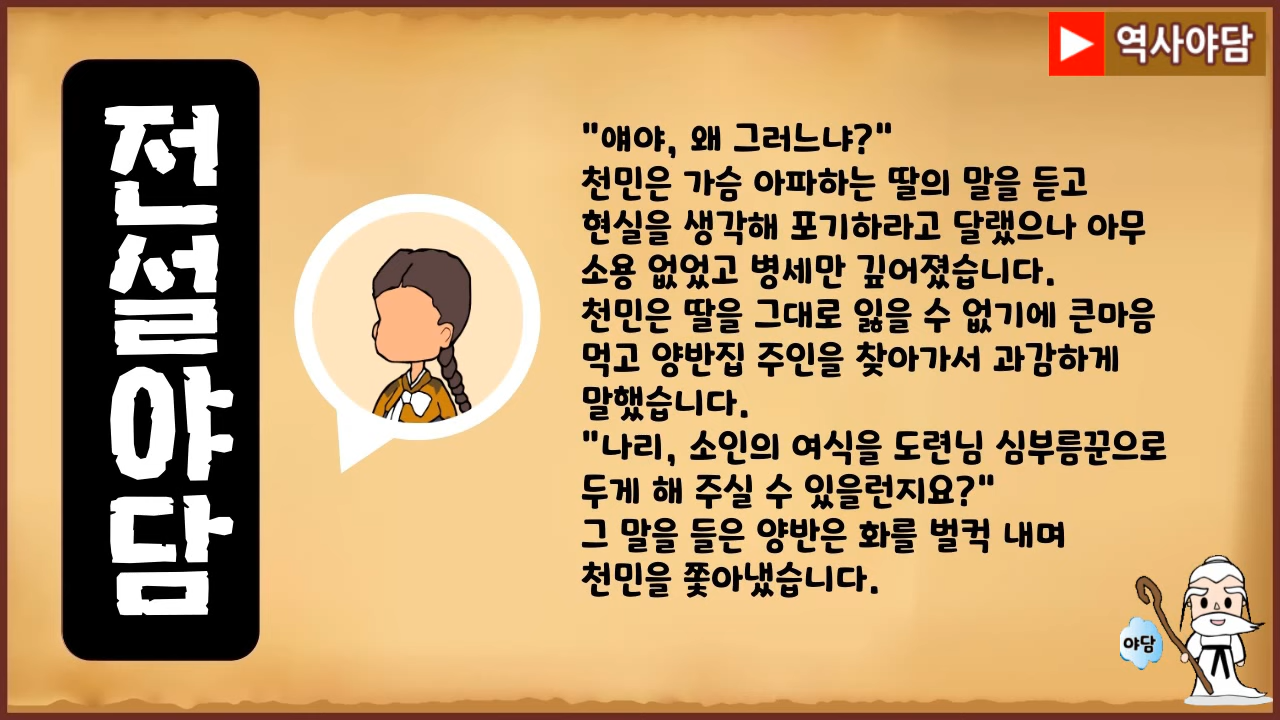 역사야담
전설야담
"얘야, 왜 그러느냐?"
천민은 가슴 아파하는 딸의 말을 듣고
현실을 생각해 포기하라고 달랬으나 아무
소용 없었고 병세만 깊어졌습니다.
천민은 딸을 그대로 잃을 수 없기에 큰마음
먹고 양반집 주인을 찾아가서 과감하게
말했습니다.
"나리, 소인의 여식을 도련님 심부름꾼으로
두게 해 주실 수 있을런지요?"
그 말을 들은 양반은 화를 벌컥 내며
천민을 쫓아냈습니다.
야담